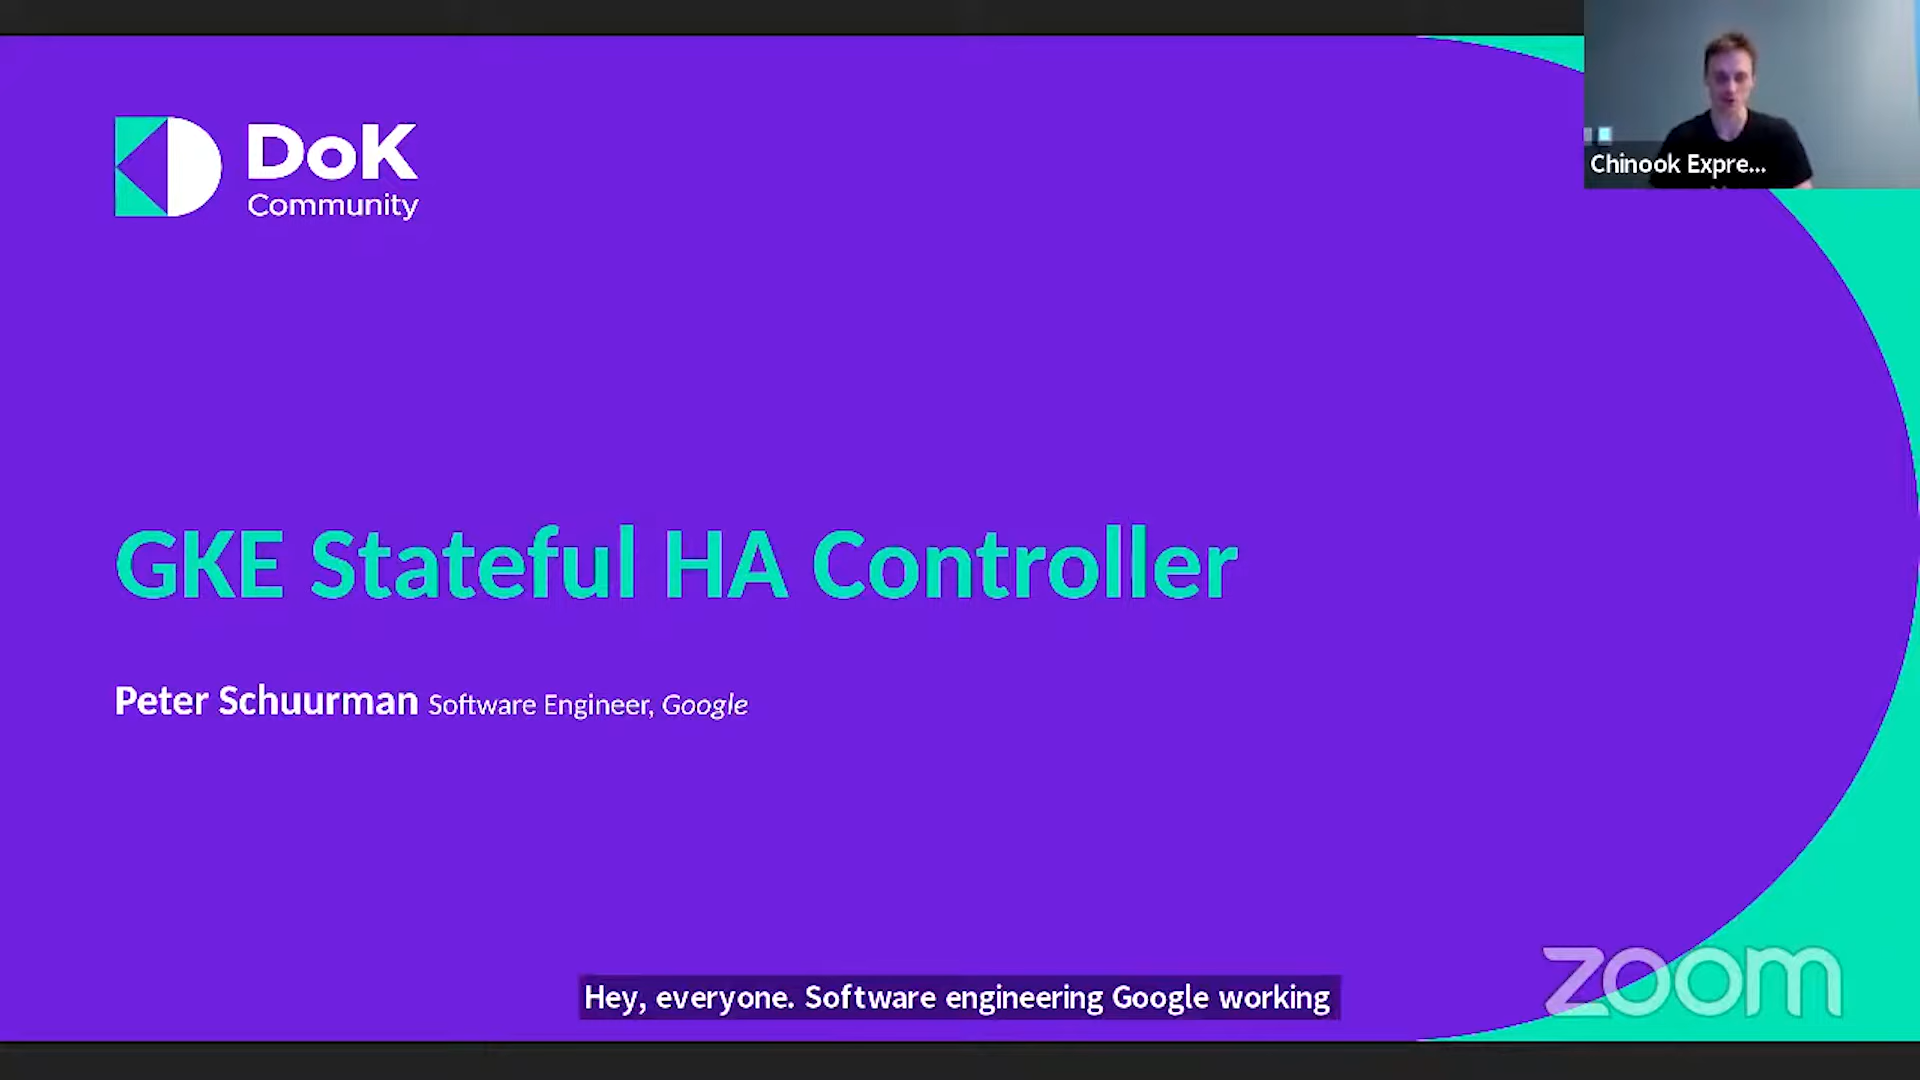 DoK
Community
Chinook Expre...
GKE Stateful HA Controller
Peter Schuurman Software Engineer, Google
Hey, everyone. Software engineering Google working
zoom